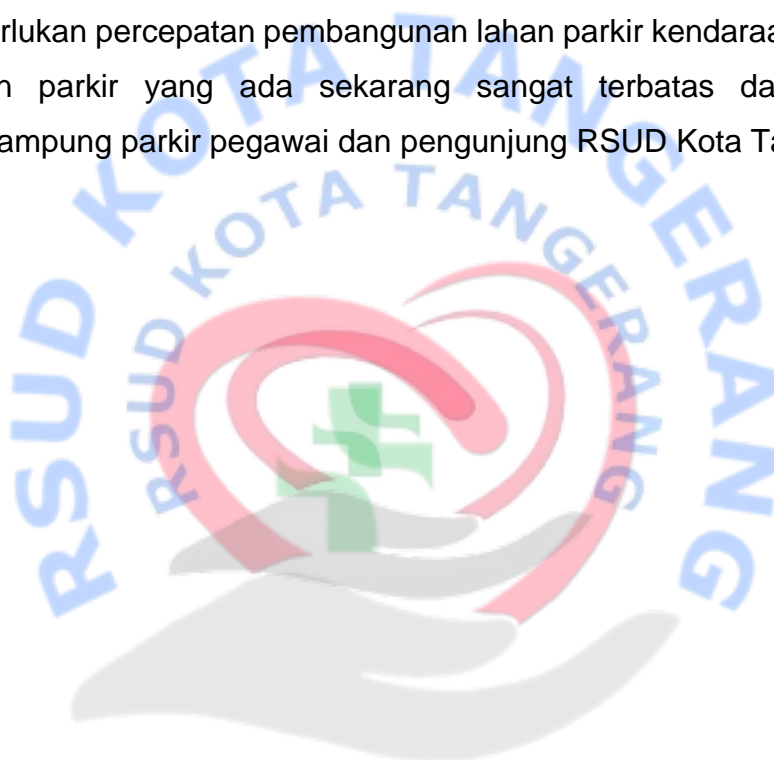 rlukan percepatan pembangunan lahan parkir kendaraa
n parkir yang ada sekarang sangat terbatas da
ampung parkir pegawai dan pengunjung RSUD Kota Ta
RSUD KOTA TANGERANG
RSUD KOTA TANGERANG